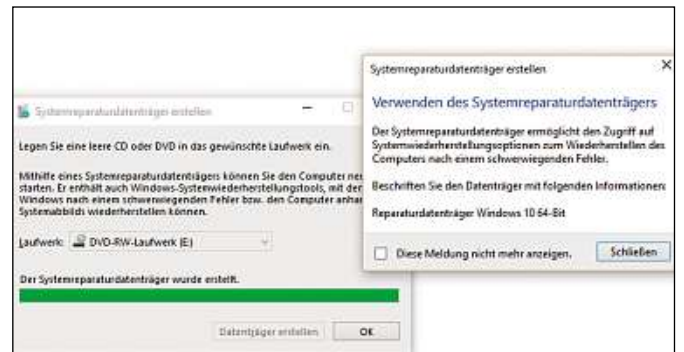 Systemreparaturdatenträger erstellen
Legen Sie eine leere CD oder DVD in das gewünschte Laufwerk ein.
Mithilfe eines Systemreparaturdatenträgers können Sie den Computer neu
starten. Er enthält auch Windows-Systemwiederherstellungstools, mit der
Windows nach einem schwerwiegenden Fehler bzw. den Computer anhar
Systemabbilds wiederherstellen können.
Laufwerk: DVD-RW-Laufwerk (E:)
Der Systemreparaturdatenträger wurde erstellt.
Datenträger erstellen OK
Systemreparaturdatenträger erstellen
Verwenden des Systemreparaturdatenträgers
Der Systemreparaturdatenträger ermöglicht den Zugriff auf
Systemwiederherstellungsoptionen zum Wiederherstellen des
Computers nach einem schwerwiegenden Fehler.
Beschriften Sie den Datenträger mit folgenden Informationen:
Reparaturdatenträger Windows 10 64-Bit
Diese Meldung nicht mehr anzeigen. Schließen